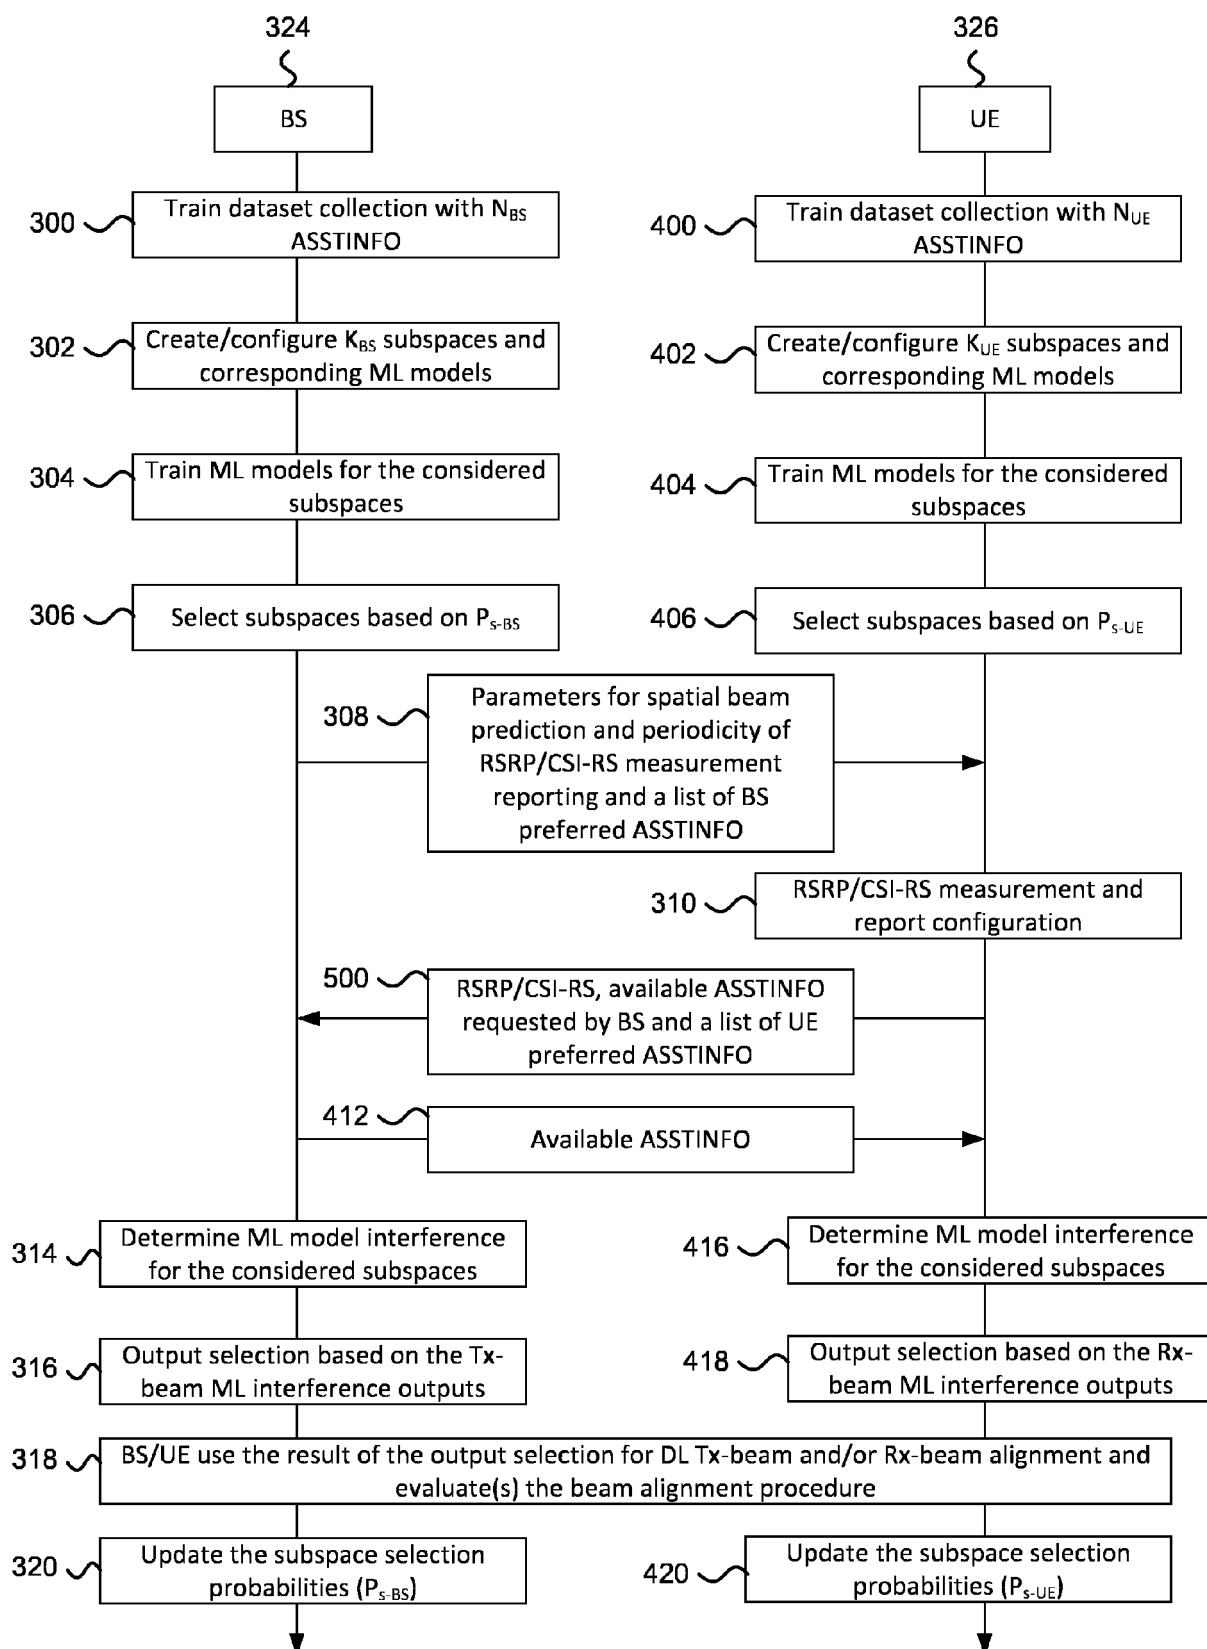 324
326
BS
UE
300
Train dataset collection with N_BS
ASSTINFO
400
Train dataset collection with N_UE
ASSTINFO
302
Create/configure K_BS subspaces and
corresponding ML models
402
Create/configure K_UE subspaces and
corresponding ML models
304
Train ML models for the considered
subspaces
404
Train ML models for the considered
subspaces
306
Select subspaces based on P_s-BS
406
Select subspaces based on P_s-UE
308
Parameters for spatial beam
prediction and periodicity of
RSRP/CSI-RS measurement
reporting and a list of BS
preferred ASSTINFO
310
RSRP/CSI-RS measurement and
report configuration
500
RSRP/CSI-RS, available ASSTINFO
requested by BS and a list of UE
preferred ASSTINFO
412
Available ASSTINFO
314
Determine ML model interference
for the considered subspaces
416
Determine ML model interference
for the considered subspaces
316
Output selection based on the Tx-
beam ML interference outputs
418
Output selection based on the Rx-
beam ML interference outputs
318
BS/UE use the result of the output selection for DL Tx-beam and/or Rx-beam alignment and
evaluate(s) the beam alignment procedure
320
Update the subspace selection
probabilities (P_s-BS)
420
Update the subspace selection
probabilities (P_s-UE)